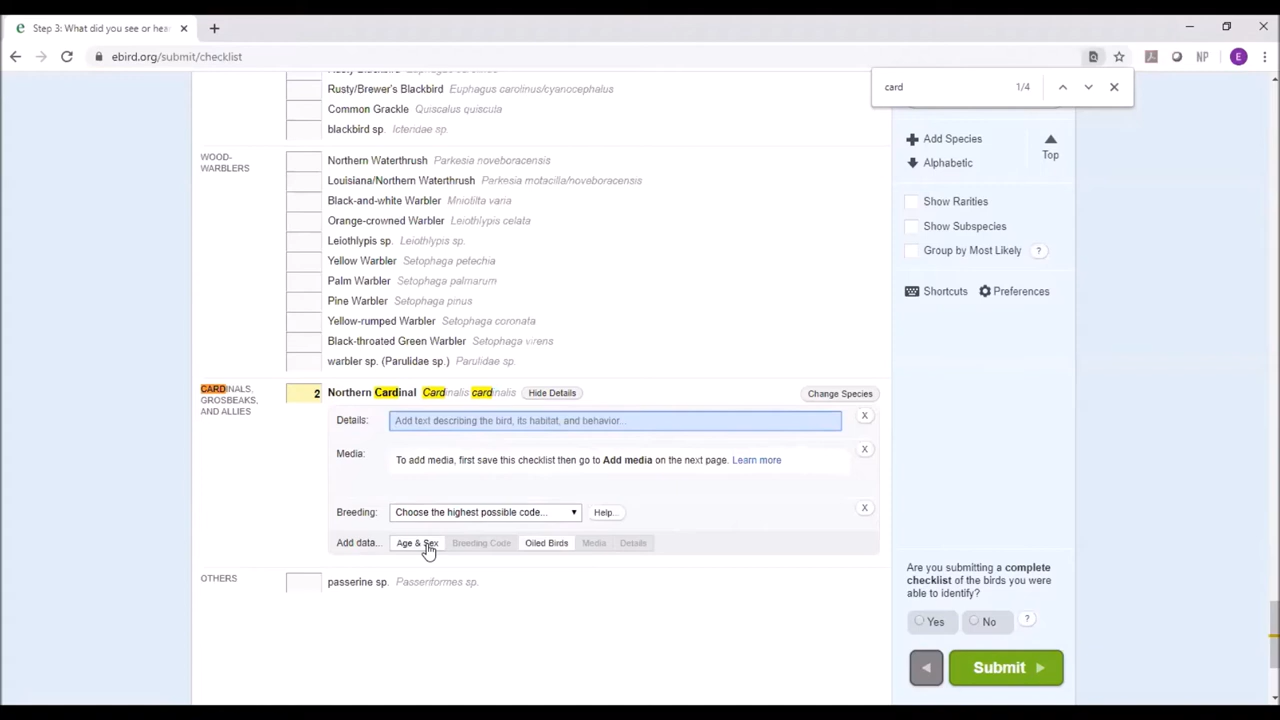 Step 3: What did you see or hea
ebird.org/submit/checklist
NP
E
card 1/4
Rusty Blackbird Euphagus carolinus
Rusty/Brewer's Blackbird Euphagus carolinus/cyanocephalus
Common Grackle Quiscalus quiscula
blackbird sp. Icteridae sp.
WOOD-
WARBLERS
Northern Waterthrush Parkesia noveboracensis
Louisiana/Northern Waterthrush Parkesia motacilla/noveboracensis
Black-and-white Warbler Mniotilta varia
Orange-crowned Warbler Leiothlypis celata
Leiothlypis sp. Leiothlypis sp.
Yellow Warbler Setophaga petechia
Palm Warbler Setophaga palmarum
Pine Warbler Setophaga pinus
Yellow-rumped Warbler Setophaga coronata
Black-throated Green Warbler Setophaga virens
warbler sp. (Parulidae sp.) Parulidae sp.
CARDINALS,
GROSBEAKS,
AND ALLIES
2 Northern Cardinal Cardinalis cardinalis Hide Details Change Species
Details: Add text describing the bird, its habitat, and behavior... X
Media: To add media, first save this checklist then go to Add media on the next page. Learn more X
Breeding: Choose the highest possible code... Help... X
Add data... Age & Sex Breeding Code Oiled Birds Media Details
OTHERS passerine sp. Passeriformes sp.
Add Species
Alphabetic
Top
Show Rarities
Show Subspecies
Group by Most Likely ?
Shortcuts Preferences
Are you submitting a complete
checklist of the birds you were
able to identify?
Yes No ?
Submit